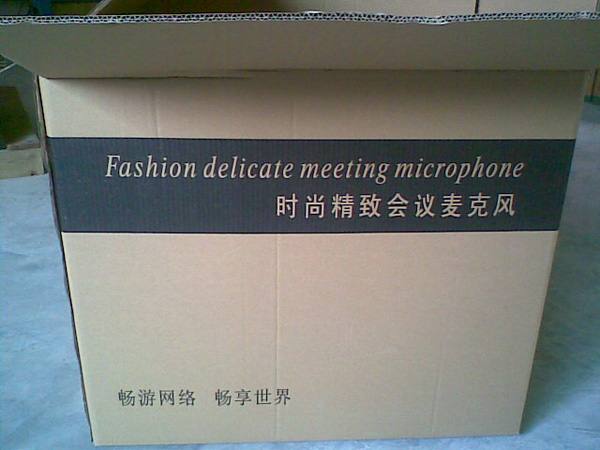 Fashion delicate meeting microphone
时尚精致会议麦克风
畅游网络 畅享世界